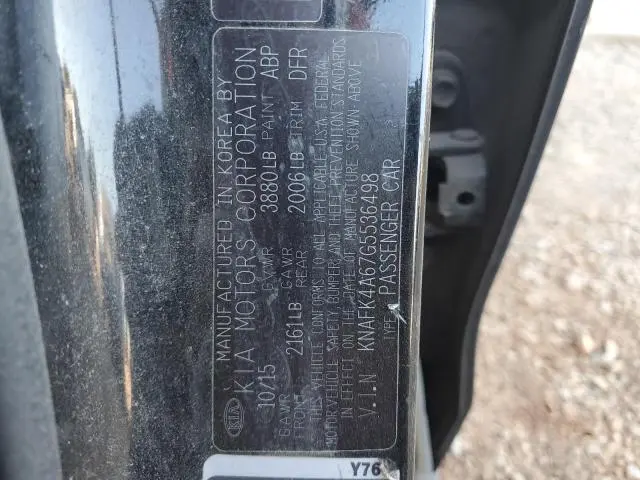 KIA
MANUFACTURED IN KOREA BY
KIA MOTORS CORPORATION
10/15 GVWR 3880LB PAINT ABP
GAWR FRONT 2161LB GAWR REAR 2006LB TRIM DFR
THIS VEHICLE CONFORMS TO ALL APPLICABLE U.S.A. FEDERAL
MOTOR VEHICLE SAFETY, BUMPER, AND THEFT PREVENTION STANDARDS
IN EFFECT ON THE DATE OF MANUFACTURE SHOWN ABOVE
V.I.N KNAFK4A67G5536498
TYPE: PASSENGER CAR
Y76